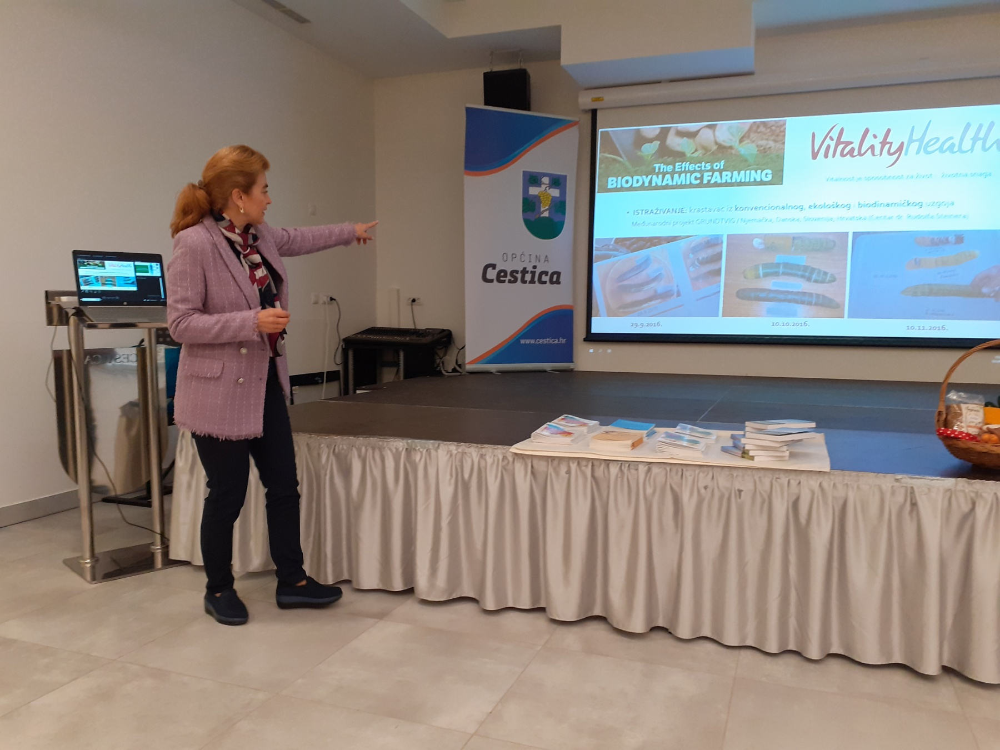 OPĆINA
Cestica
www.cestica.hr
The Effects of
BIODYNAMIC FARMING
VitalityHealth
Vitalnost je sposobnost za život - životna snaga
• ISTRAŽIVANJE: krastavac iz konvencionalnog, ekološkog i biodinamičkog uzgoja
Međunarodni projekt GRUNDTVIG / Njemačka, Danska, Slovenija, Hrvatska (Centar dr. Rudolfa Steinera)
29.9.2016.
10.10.2016.
10.11.2016.